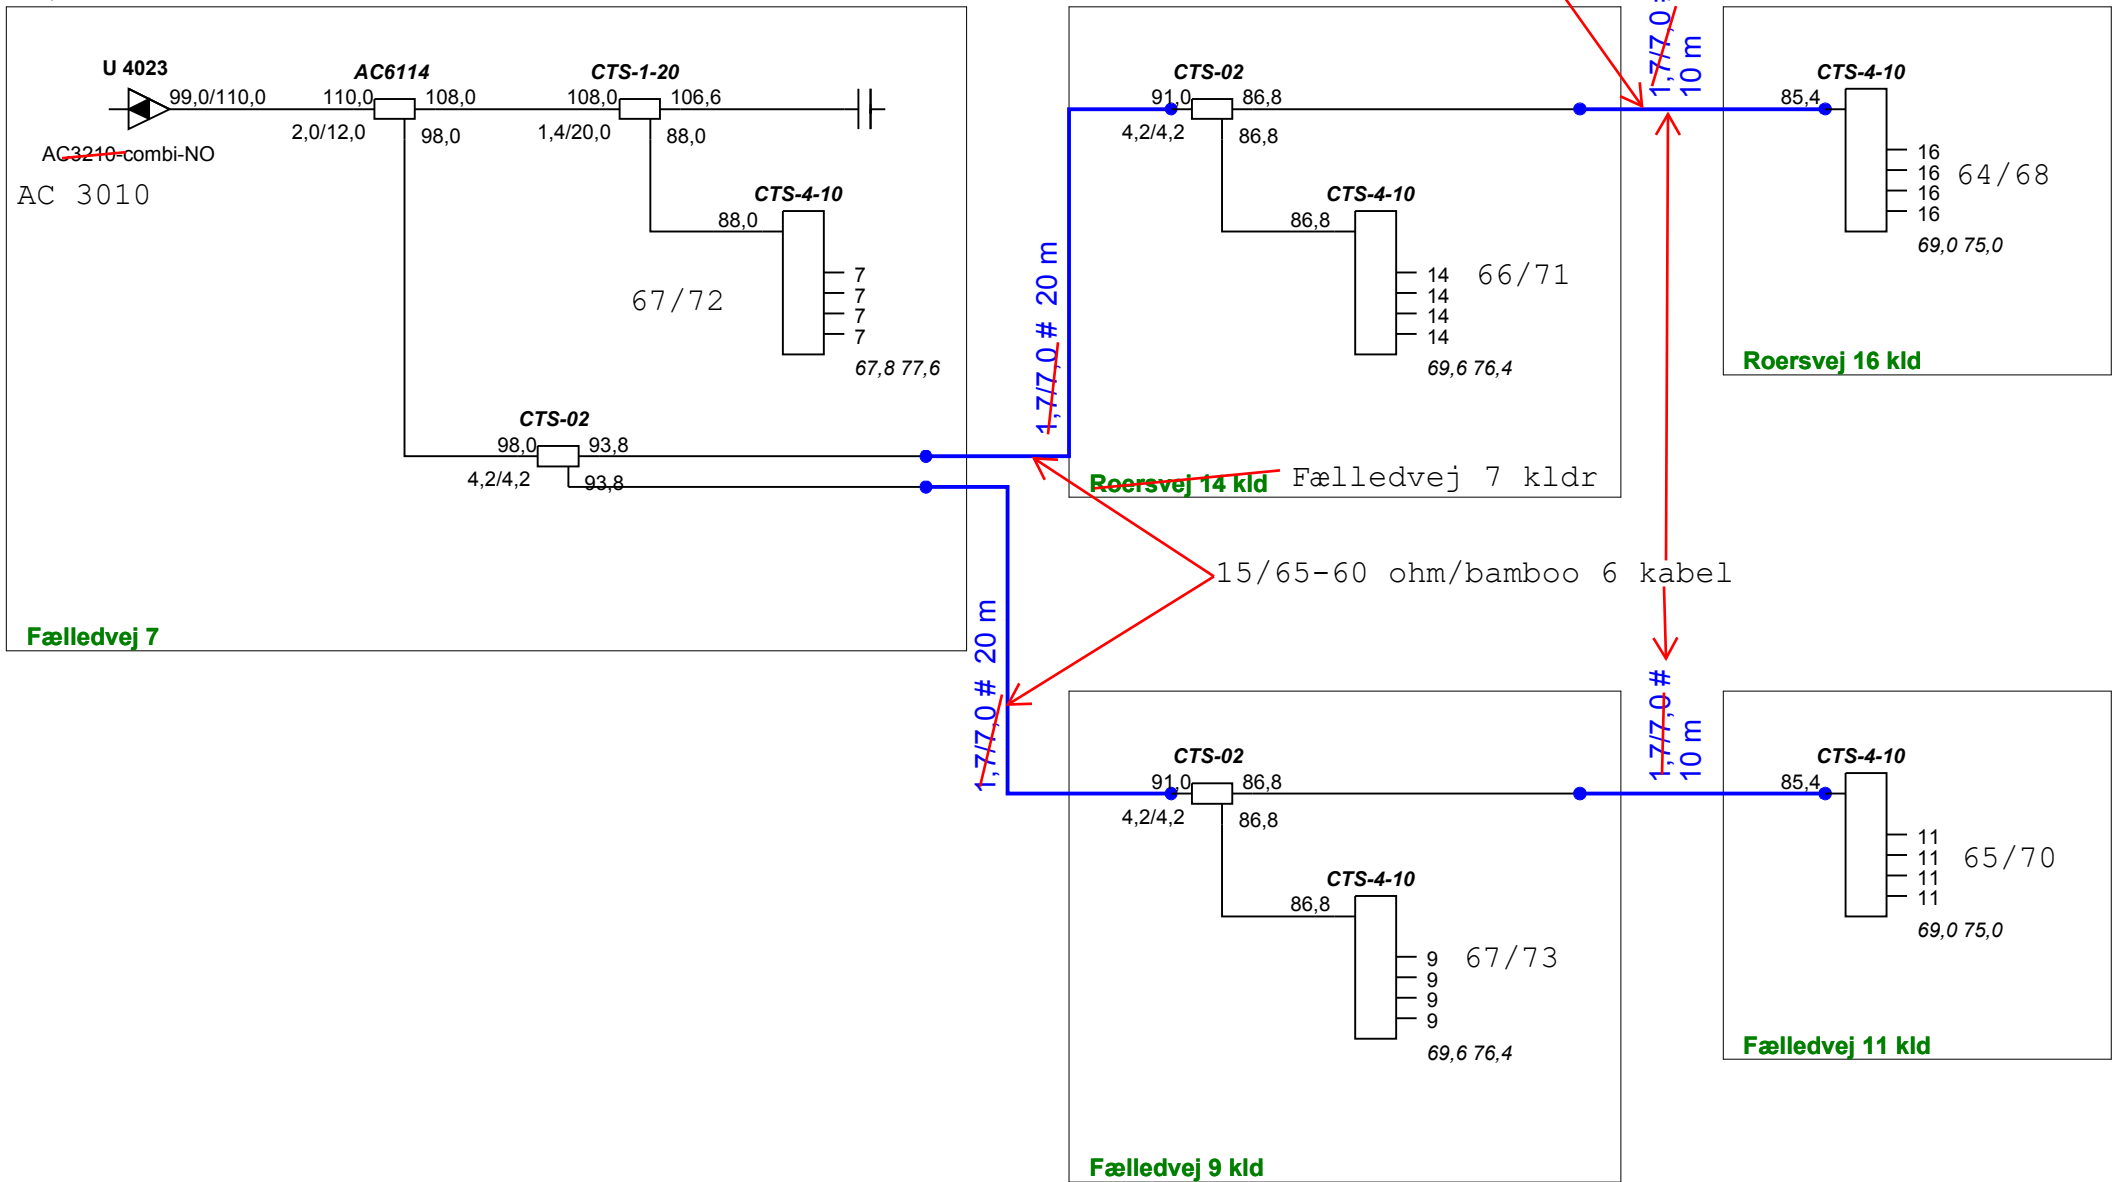 U 4023
99,0/110,0
AC3210-combi-NO
AC 3010
AC6114
110,0
108,0
2,0/12,0
98,0
CTS-1-20
108,0
106,6
1,4/20,0
88,0
CTS-4-10
88,0
7
7
7
7
67/72
67,8 77,6
CTS-02
98,0
93,8
4,2/4,2
93,8
Fælledvej 7
1,7/7,0 # 20 m
1,7/7,0 # 20 m
CTS-02
91,0
86,8
4,2/4,2
86,8
CTS-4-10
86,8
14
14
14
14
66/71
69,6 76,4
Roersvej 14 kld
Fælledvej 7 kldr
1,7/7,0
10 m
CTS-4-10
85,4
16
16
16
16
64/68
69,0 75,0
Roersvej 16 kld
15/65-60 ohm/bamboo 6 kabel
CTS-02
91,0
86,8
4,2/4,2
86,8
CTS-4-10
86,8
9
9
9
9
67/73
69,6 76,4
Fælledvej 9 kld
1,7/7,0 #
10 m
CTS-4-10
85,4
11
11
11
11
65/70
69,0 75,0
Fælledvej 11 kld